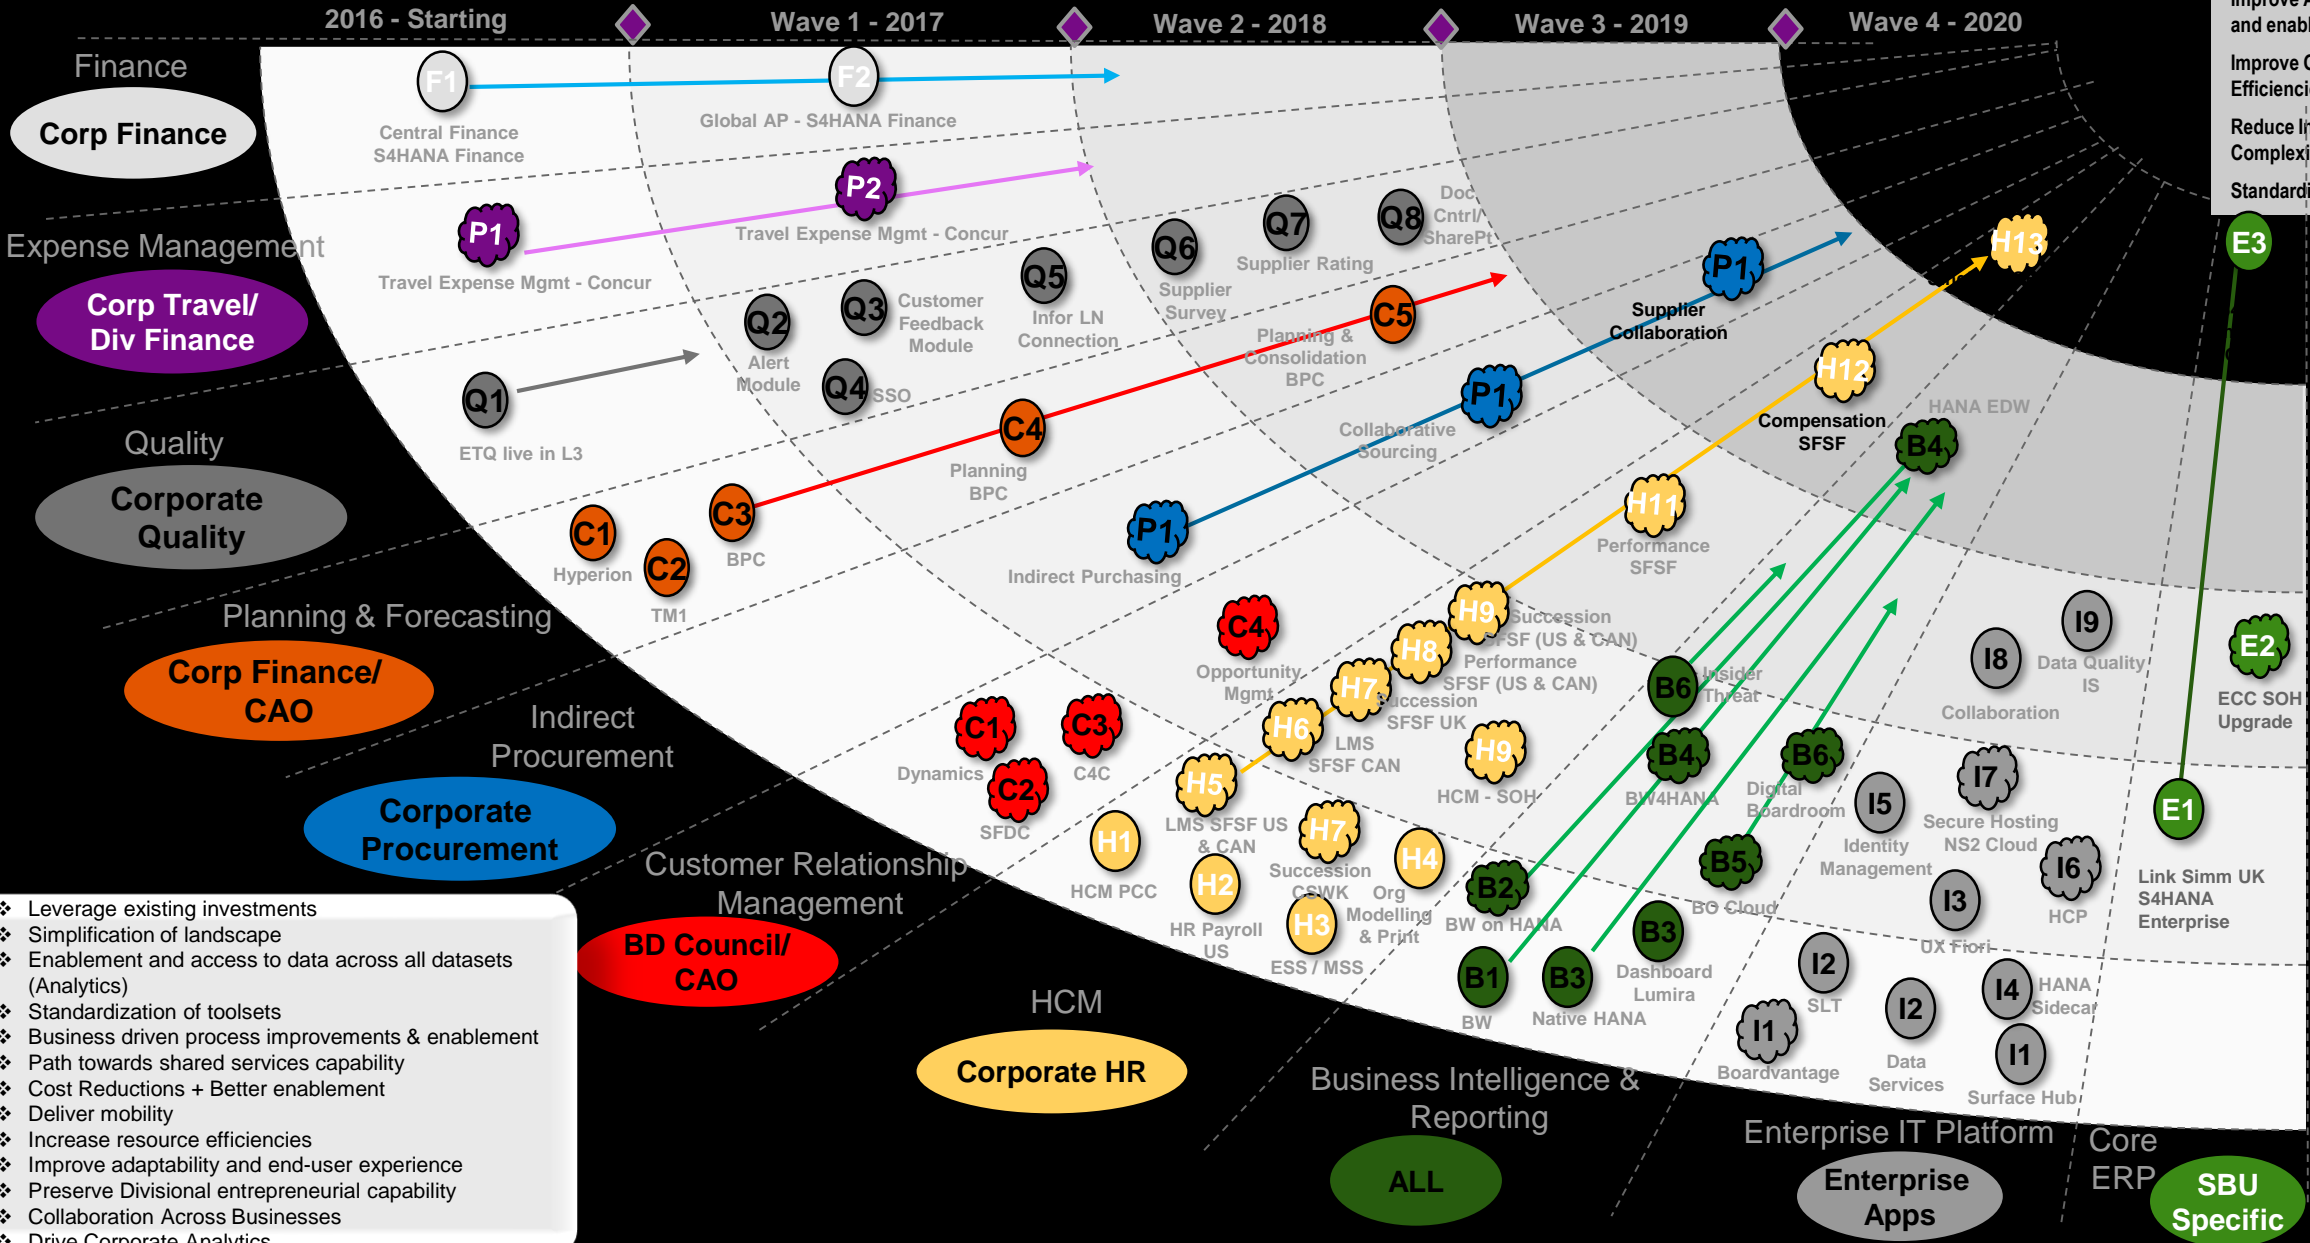 2016 - Starting
Wave 1 - 2017
Wave 2 - 2018
Wave 3 - 2019
Wave 4 - 2020
and enabl
Improve
Efficienci
Reduce
Complexi
Standardi
Finance
Corp Finance
F1
Central Finance
S4HANA Finance
F2
Global AP - S4HANA Finance
Expense Management
Corp Travel/
Div Finance
P1
Travel Expense Mgmt - Concur
P2
Travel Expense Mgmt - Concur
Quality
Corporate
Quality
Q1
ETQ live in L3
Q2
Alert
Module
Q3
Customer
Feedback
Module
Q4
SSO
Q5
Infor LN
Connection
Q6
Supplier
Survey
Q7
Supplier Rating
Q8
Doc
Cntrl/
SharePt
Planning & Forecasting
Corp Finance/
CAO
C1
Hyperion
C2
TM1
C3
BPC
C4
Planning
BPC
C5
Planning &
Consolidation
BPC
Indirect
Procurement
Corporate
Procurement
P1
Indirect Purchasing
P1
Collaborative
Sourcing
P1
Supplier
Collaboration
Customer Relationship
Management
BD Council/
CAO
C1
Dynamics
C2
SFDC
C3
C4C
C4
Opportunity
Mgmt
HCM
Corporate HR
H1
HCM PCC
H2
HR Payroll
US
H3
ESS / MSS
H4
Org
Modelling
& Print
H5
LMS SFSF US
& CAN
H6
LMS
SFSF CAN
H7
Succession
CSWK
H7
Succession
SFSF UK
H8
Performance
SFSF (US & CAN)
H9
Succession
SFSF (US & CAN)
H9
HCM - SOH
H11
Performance
SFSF
H12
Compensation
SFSF
H13
Business Intelligence &
Reporting
ALL
B1
BW
B2
BW on HANA
B3
Native HANA
B3
Dashboard
Lumira
B4
BW4HANA
B4
HANA EDW
B5
BO Cloud
B6
Digital
Boardroom
B6
Insider
Threat
Enterprise IT Platform
Enterprise
Apps
I1
Boardvantage
I2
SLT
I2
Data
Services
I1
Surface Hub
I4
HANA
Sidecar
I3
UX Fiori
I5
Identity
Management
I6
HCP
I7
Secure Hosting
NS2 Cloud
I8
Collaboration
I9
Data Quality
IS
Core
ERP
SBU
Specific
E1
Link Simm UK
S4HANA
Enterprise
E2
ECC SOH
Upgrade
E3
❖ Leverage existing investments
❖ Simplification of landscape
❖ Enablement and access to data across all datasets
(Analytics)
❖ Standardization of toolsets
❖ Business driven process improvements & enablement
❖ Path towards shared services capability
❖ Cost Reductions + Better enablement
❖ Deliver mobility
❖ Increase resource efficiencies
❖ Improve adaptability and end-user experience
❖ Preserve Divisional entrepreneurial capability
❖ Collaboration Across Businesses
❖ Drive Corporate Analytics